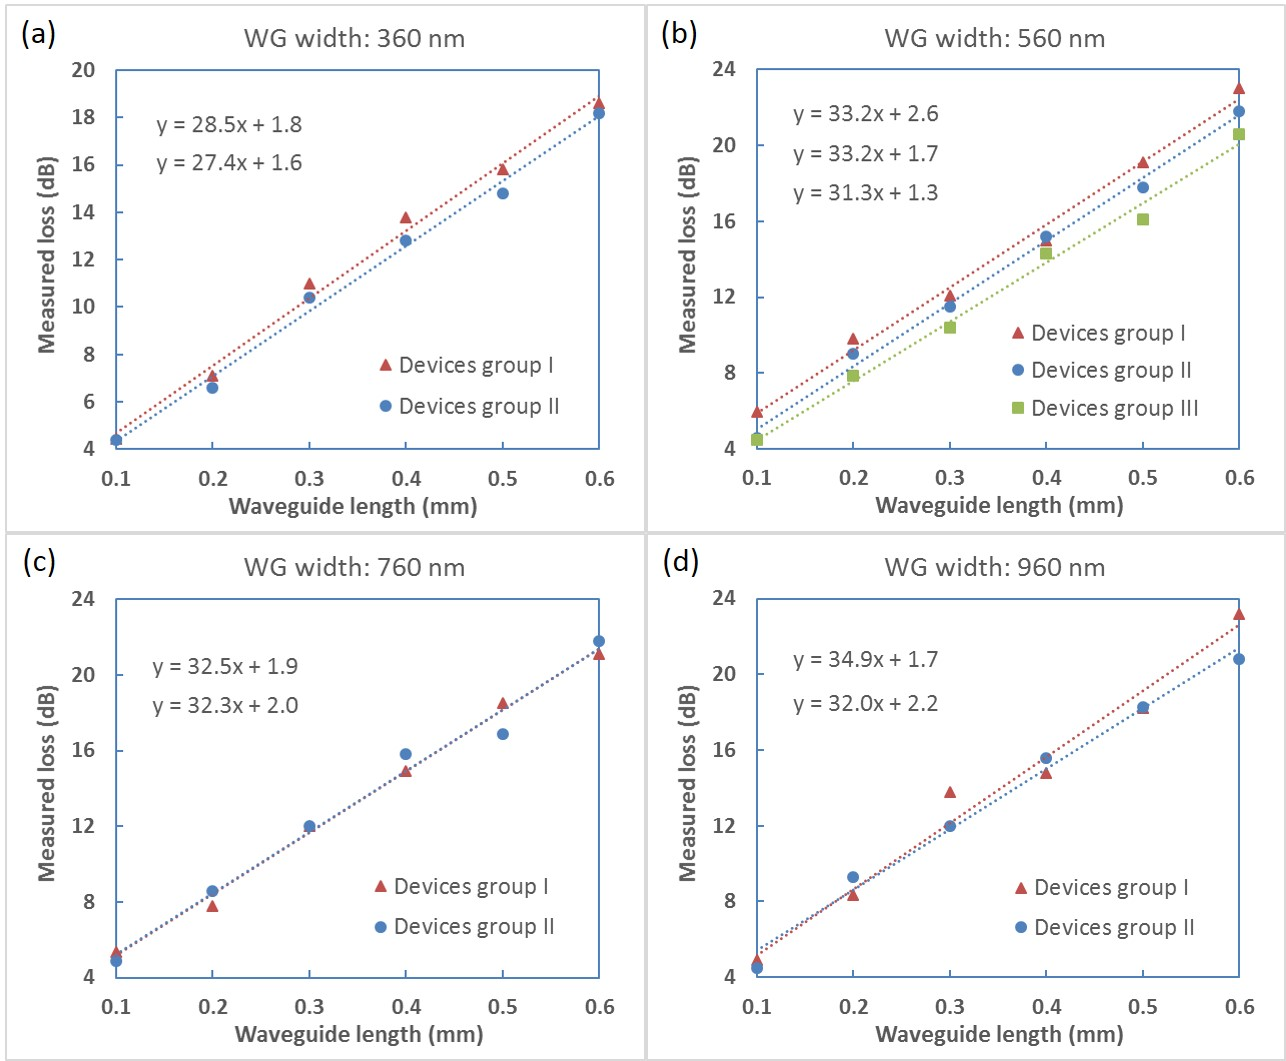 (a)
WG width: 360 nm
20
18
16
14
12
10
8
6
4
Measured loss (dB)
y = 28.5x + 1.8
y = 27.4x + 1.6
Devices group I
Devices group II
0.1 0.2 0.3 0.4 0.5 0.6
Waveguide length (mm)
(b)
WG width: 560 nm
24
20
16
12
8
4
Measured loss (dB)
y = 33.2x + 2.6
y = 33.2x + 1.7
y = 31.3x + 1.3
Devices group I
Devices group II
Devices group III
0.1 0.2 0.3 0.4 0.5 0.6
Waveguide length (mm)
(c)
WG width: 760 nm
24
20
16
12
8
4
Measured loss (dB)
y = 32.5x + 1.9
y = 32.3x + 2.0
Devices group I
Devices group II
0.1 0.2 0.3 0.4 0.5 0.6
Waveguide length (mm)
(d)
WG width: 960 nm
24
20
16
12
8
4
Measured loss (dB)
y = 34.9x + 1.7
y = 32.0x + 2.2
Devices group I
Devices group II
0.1 0.2 0.3 0.4 0.5 0.6
Waveguide length (mm)